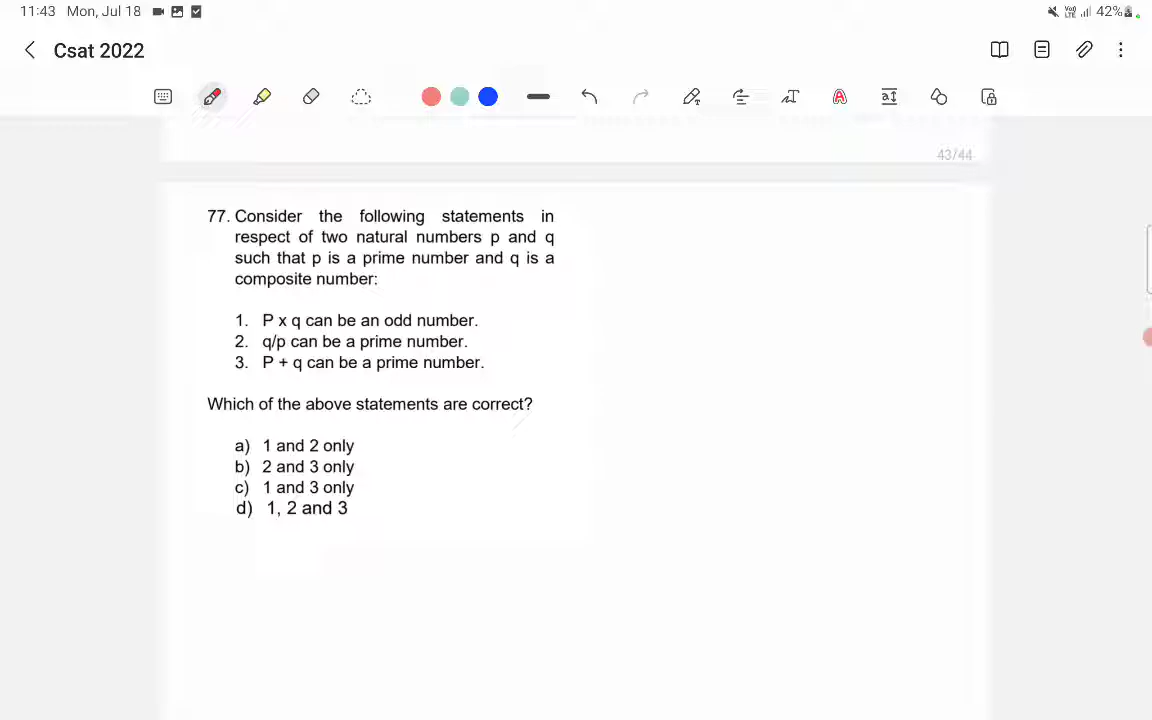 11:43 Mon, Jul 18
42%
Csat 2022
43/44
77. Consider the following statements in
respect of two natural numbers p and q
such that p is a prime number and q is a
composite number:
1. P x q can be an odd number.
2. q/p can be a prime number.
3. P + q can be a prime number.
Which of the above statements are correct?
a) 1 and 2 only
b) 2 and 3 only
c) 1 and 3 only
d) 1, 2 and 3